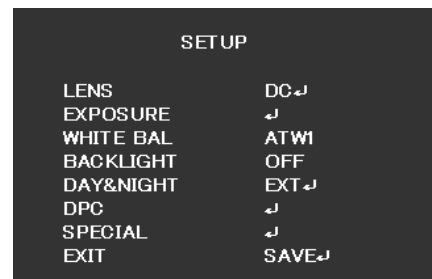 SETUP
LENS DC↵
EXPOSURE ↵
WHITE BAL ATW1
BACKLIGHT OFF
DAY&NIGHT EXT↵
DPC ↵
SPECIAL ↵
EXIT SAVE↵